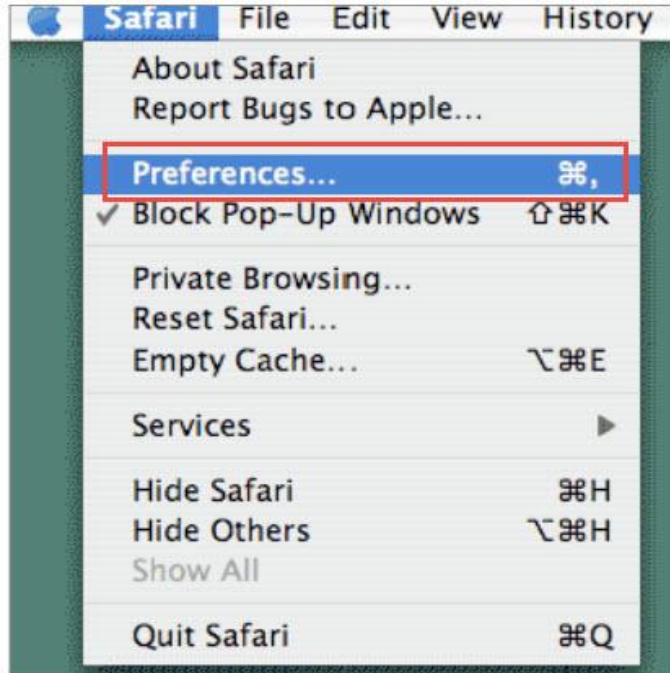 Safari File Edit View History
About Safari
Report Bugs to Apple...
Preferences... ⌘,
✓ Block Pop-Up Windows ⇧⌘K
Private Browsing...
Reset Safari...
Empty Cache... ⌥⌘E
Services ▶
Hide Safari ⌘H
Hide Others ⌥⌘H
Show All
Quit Safari ⌘Q